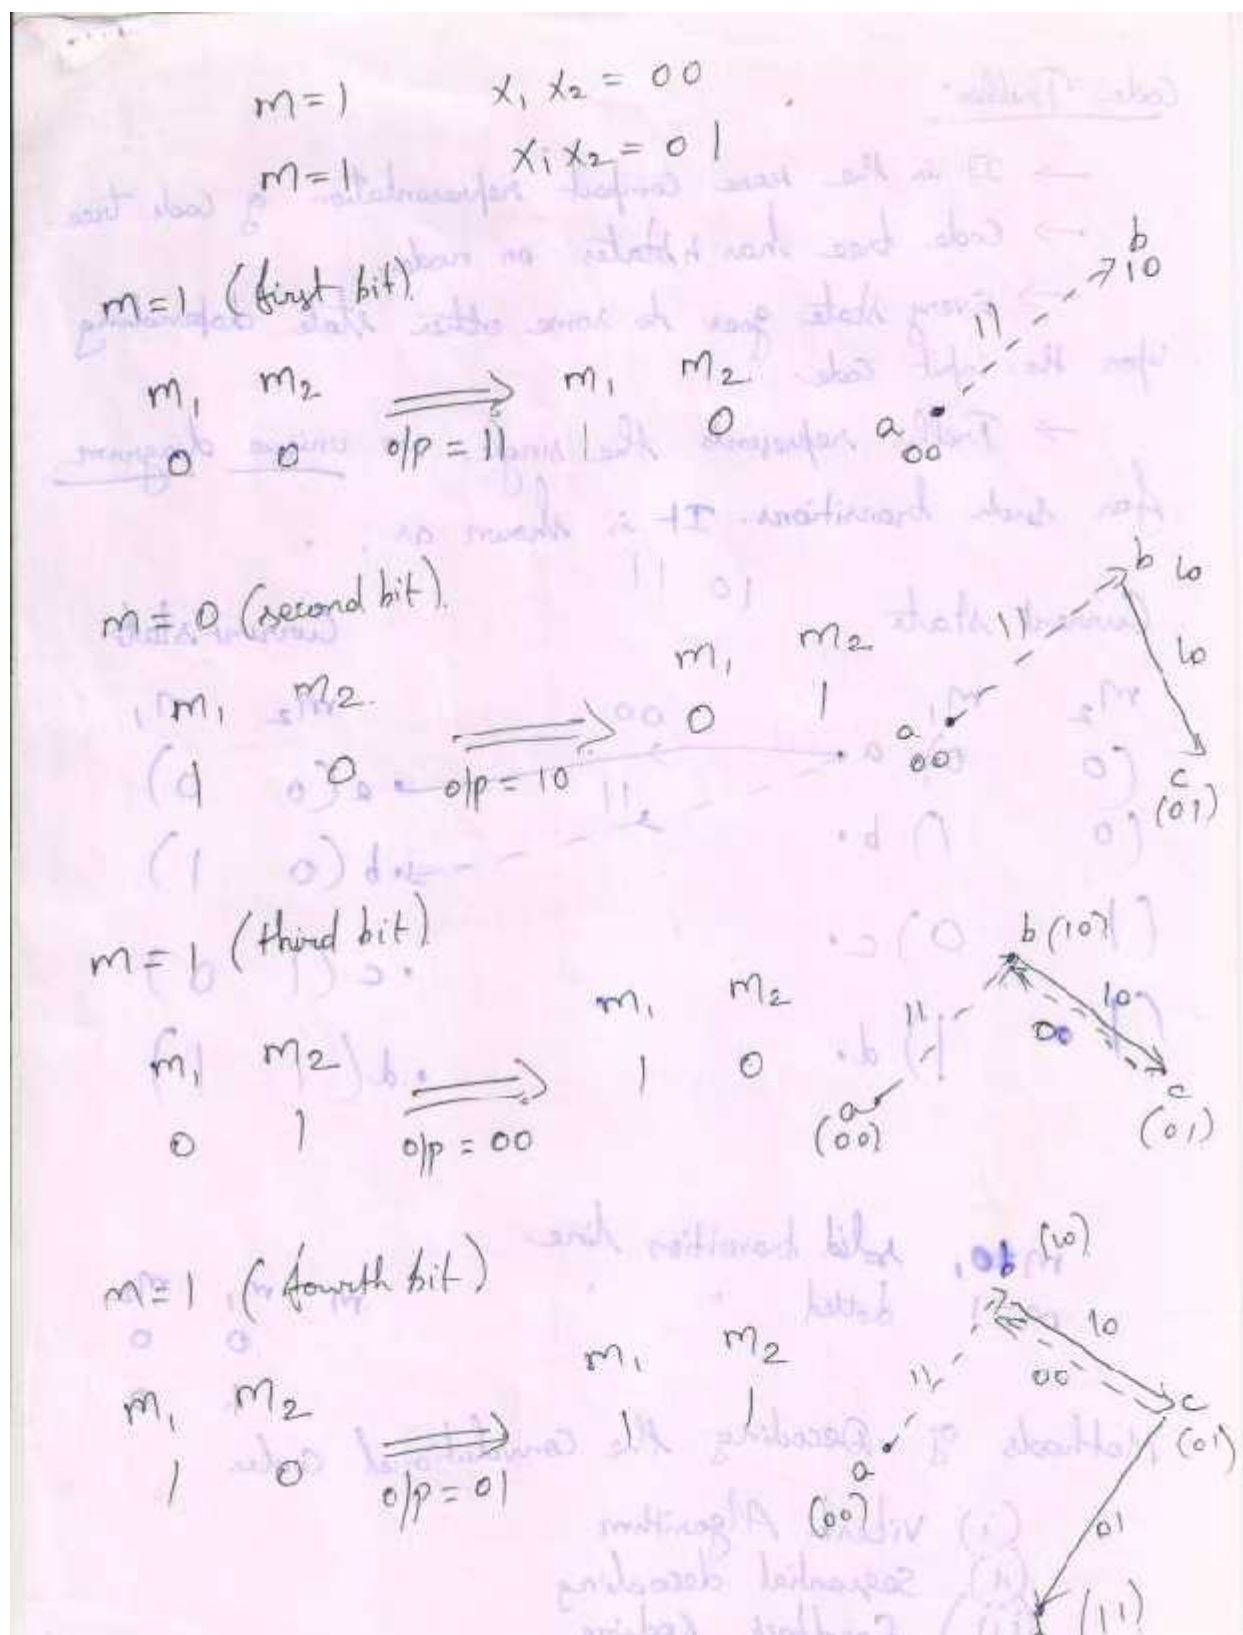 m=1 x₁ x₂ = 00
m=1 x₁ x₂ = 01
m=1 (first bit).
m₁ m₂ m₁ m₂
0 0 o/p = 11 1 0
b
10
11
a
00
m=0 (second bit).
m₁ m₂ m₁ m₂
1 0 o/p = 10 0 1
b 10
11
10
a
00
c
(01)
m=1 (third bit)
m₁ m₂ m₁ m₂
0 1 o/p = 00 1 0
b (10)
11
10
00
a
(00)
c
(01)
m=1 (fourth bit)
m₁ m₂ m₁ m₂
1 0 o/p = 01 1 1
b (10)
11
10
00
c
(01)
a
(00)
01
(11)